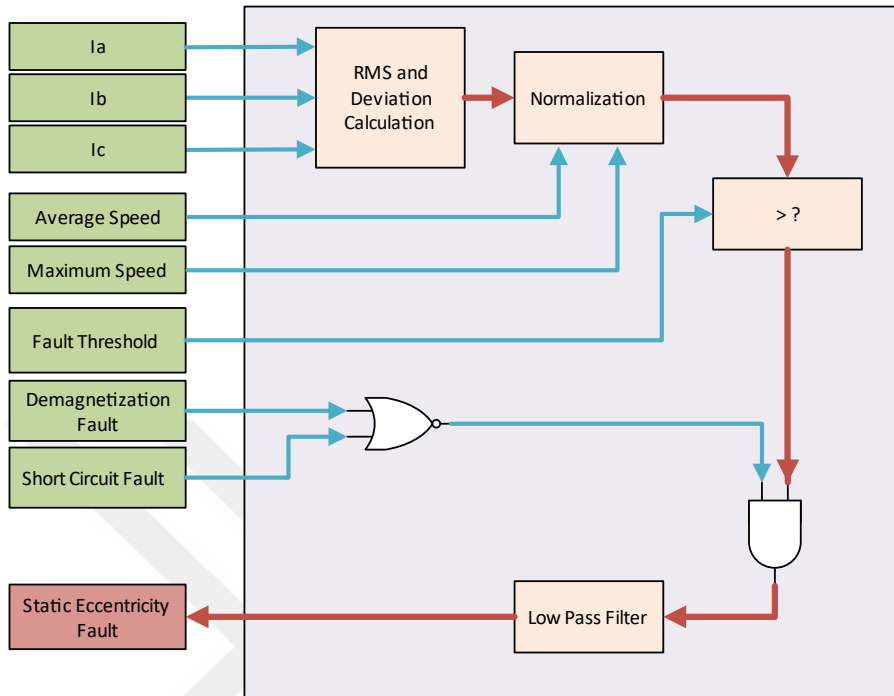 Ia
Ib
Ic
Average Speed
Maximum Speed
Fault Threshold
Demagnetization
Fault
Short Circuit Fault
Static Eccentricity
Fault
RMS and
Deviation
Calculation
Normalization
> ?
Low Pass Filter